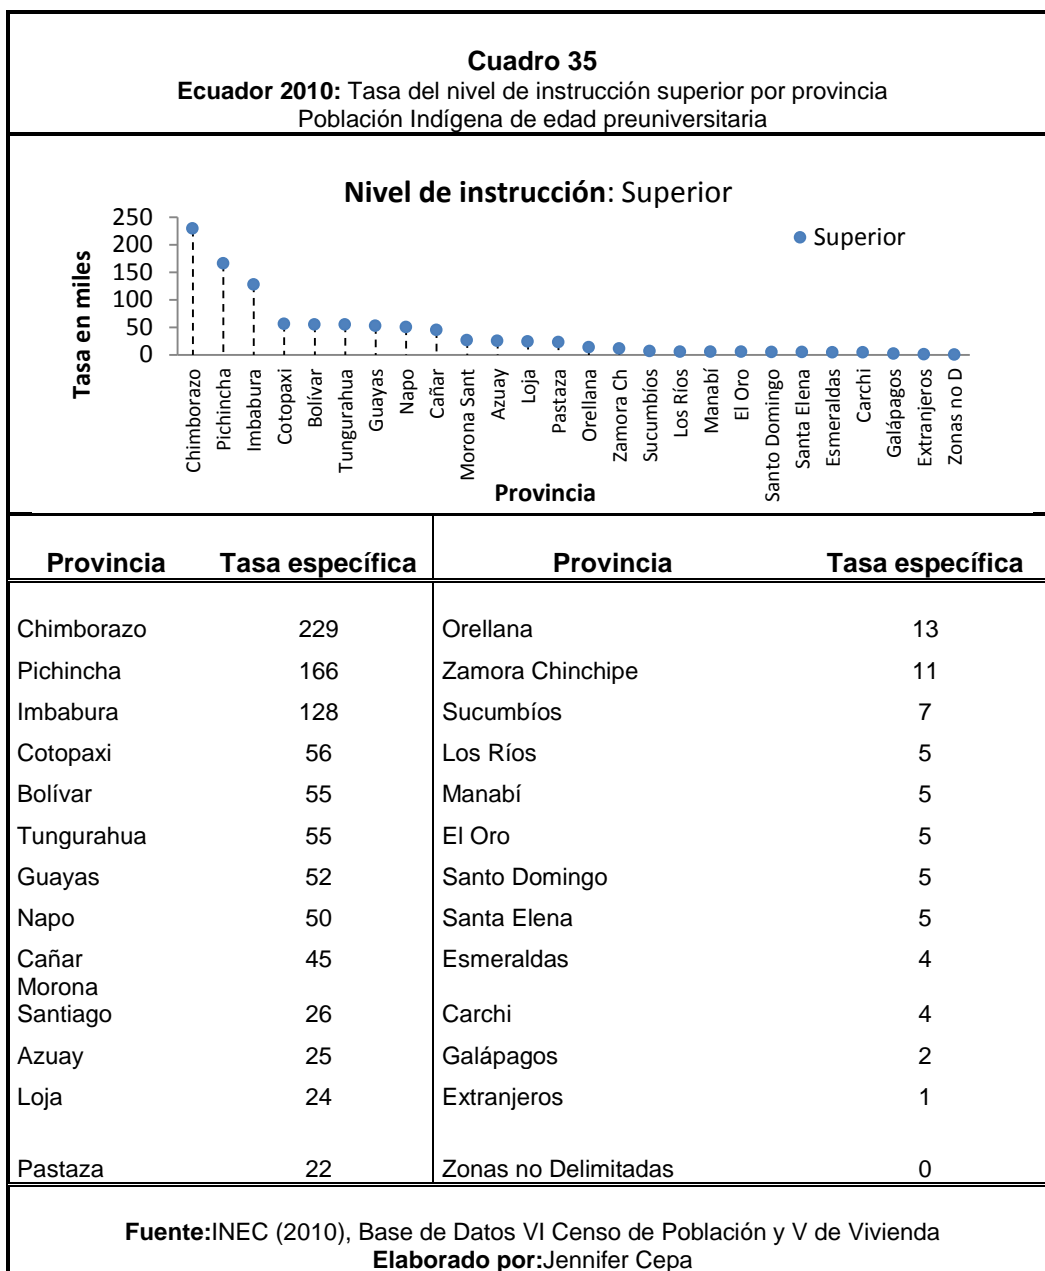 Cuadro 35
Ecuador 2010: Tasa del nivel de instrucción superior por provincia
Población Indígena de edad preuniversitaria
Nivel de instrucción: Superior
Superior
Tasa en miles
250
200
150
100
50
0
Chimborazo
Pichincha
Imbabura
Cotopaxi
Bolívar
Tungurahua
Guayas
Napo
Cañar
Morona Sant
Azuay
Loja
Pastaza
Orellana
Zamora Ch
Sucumbíos
Los Ríos
Manabí
El Oro
Santo Domingo
Santa Elena
Esmeraldas
Carchi
Galápagos
Extranjeros
Zonas no D
Provincia
Provincia Tasa específica Provincia Tasa específica
Chimborazo 229 Orellana 13
Pichincha 166 Zamora Chinchipe 11
Imbabura 128 Sucumbíos 7
Cotopaxi 56 Los Ríos 5
Bolívar 55 Manabí 5
Tungurahua 55 El Oro 5
Guayas 52 Santo Domingo 5
Napo 50 Santa Elena 5
Cañar 45 Esmeraldas 4
Morona
Santiago 26 Carchi 4
Azuay 25 Galápagos 2
Loja 24 Extranjeros 1
Pastaza 22 Zonas no Delimitadas 0
Fuente:INEC (2010), Base de Datos VI Censo de Población y V de Vivienda
Elaborado por:Jennifer Cepa